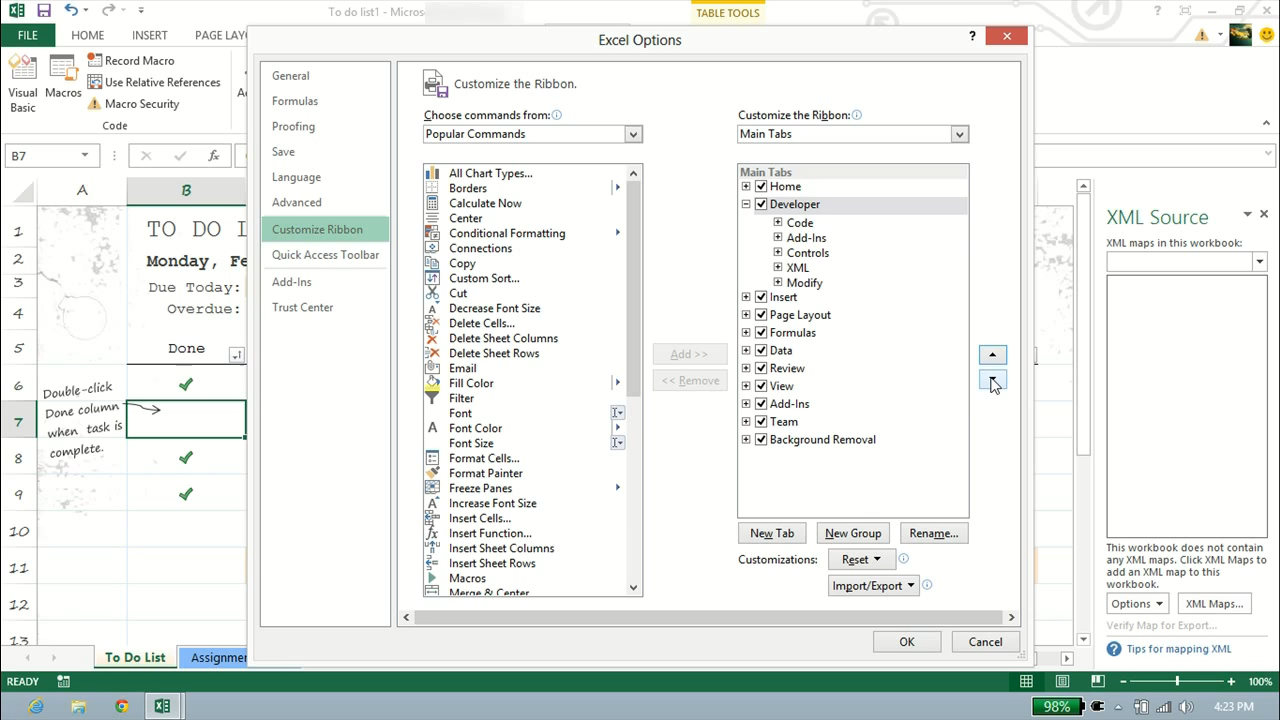 To do list1 - Microso
TABLE TOOLS
FILE
HOME
INSERT
PAGE LAY
Excel Options
Visual Basic
Macros
Record Macro
Use Relative References
Macro Security
Code
B7
fx
A
B
1
2
3
4
5
6
7
8
9
10
11
12
13
TO DO L
Monday, Fe
Due Today:
Overdue:
Done
Double-click
Done column
when task is
complete.
To Do List
Assignmen
General
Formulas
Proofing
Save
Language
Advanced
Customize Ribbon
Quick Access Toolbar
Add-Ins
Trust Center
Customize the Ribbon.
Choose commands from:
Popular Commands
All Chart Types...
Borders
Calculate Now
Center
Conditional Formatting
Connections
Copy
Custom Sort...
Cut
Decrease Font Size
Delete Cells...
Delete Sheet Columns
Delete Sheet Rows
Email
Fill Color
Filter
Font
Font Color
Font Size
Format Cells...
Format Painter
Freeze Panes
Increase Font Size
Insert Cells...
Insert Function...
Insert Sheet Columns
Insert Sheet Rows
Macros
Merge & Center
Add >>
<< Remove
Customize the Ribbon:
Main Tabs
Main Tabs
Home
Developer
Code
Add-Ins
Controls
XML
Modify
Insert
Page Layout
Formulas
Data
Review
View
Add-Ins
Team
Background Removal
New Tab
New Group
Rename...
Customizations:
Reset
Import/Export
OK
Cancel
XML Source
XML maps in this workbook:
This workbook does not contain
any XML maps. Click XML Maps to
add an XML map to this
workbook.
Options
XML Maps...
Verify Map for Export...
Tips for mapping XML
READY
100%
98%
4:23 PM